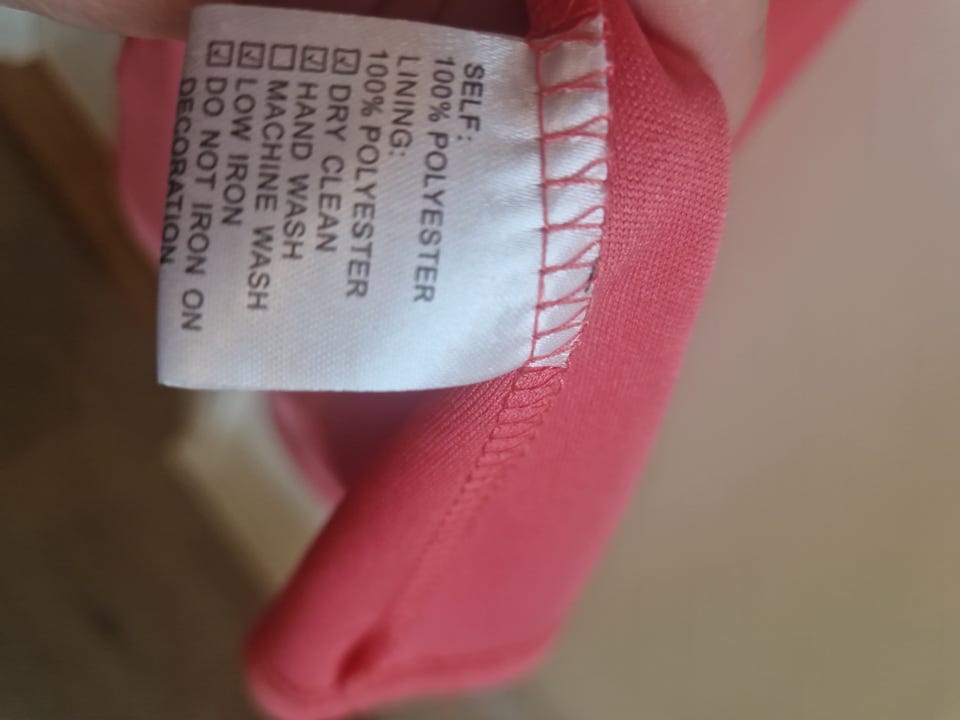 SELF:
100% POLYESTER
LINING:
100% POLYESTER
☑ DRY CLEAN
☑ HAND WASH
☐ MACHINE WASH
☑ LOW IRON
☑ DO NOT IRON ON
DECORATION